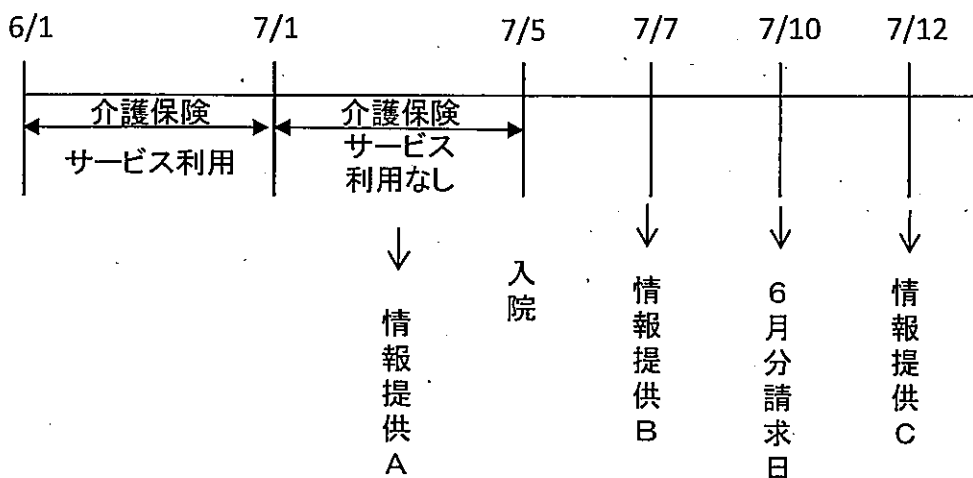 6/1
7/1
7/5
7/7
7/10
7/12
介護保険
サービス利用
介護保険
サービス
利用なし
情報提供A
入院
情報提供B
6月分請求日
情報提供C